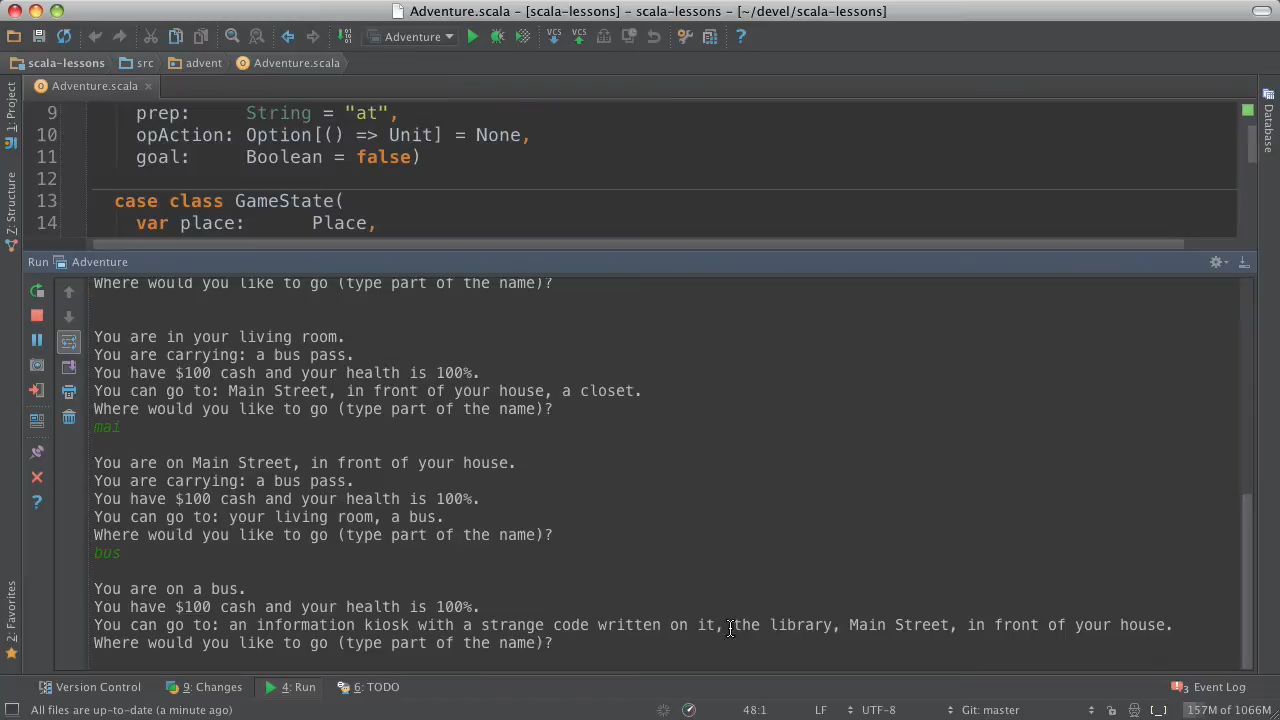 Adventure.scala - [scala-lessons] - scala-lessons - [~/devel/scala-lessons]
Adventure
VCS VCS
scala-lessons src advent Adventure.scala
Adventure.scala
1: Project
Z: Structure
2: Favorites
Database
9 prep: String = "at",
10 opAction: Option[() => Unit] = None,
11 goal: Boolean = false)
12
13 case class GameState(
14 var place: Place,
Run Adventure
Where would you like to go (type part of the name)?
You are in your living room.
You are carrying: a bus pass.
You have $100 cash and your health is 100%.
You can go to: Main Street, in front of your house, a closet.
Where would you like to go (type part of the name)?
mai
You are on Main Street, in front of your house.
You are carrying: a bus pass.
You have $100 cash and your health is 100%.
You can go to: your living room, a bus.
Where would you like to go (type part of the name)?
bus
You are on a bus.
You have $100 cash and your health is 100%.
You can go to: an information kiosk with a strange code written on it, the library, Main Street, in front of your house.
Where would you like to go (type part of the name)?
Version Control 9: Changes 4: Run 6: TODO 3 Event Log
All files are up-to-date (a minute ago) 48:1 LF UTF-8 Git: master 157M of 1066M